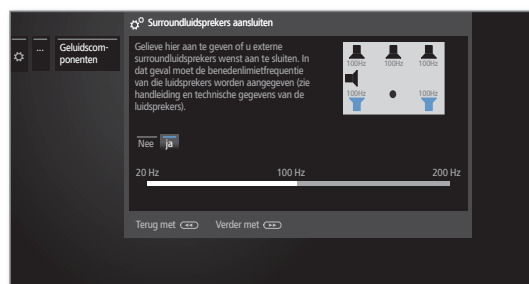 Surroundluidsprekers aansluiten
...
Geluidscom-
ponenten
Gelieve hier aan te geven of u externe
surroundluidsprekers wenst aan te sluiten. In
dat geval moet de benedenlimietfrequentie
van die luidsprekers worden aangegeven (zie
handleiding en technische gegevens van de
luidsprekers).
100Hz 100Hz 100Hz
100Hz 100Hz
Nee ja
20 Hz 100 Hz 200 Hz
Terug met Verder met